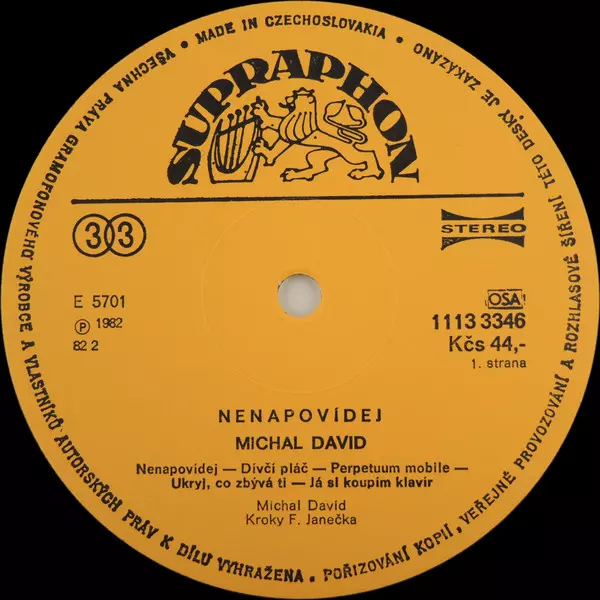 MADE IN CZECHOSLOVAKIA •
VŠECHNA PRÁVA GRAMOFONOVÉHO VÝROBCE A VLASTNÍKŮ AUTORSKÝCH PRÁV K DÍLU VYHRAŽENA. POŘIZOVÁNÍ KOPIÍ, VEŘEJNÉ PROVOZOVÁNÍ A ROZHLASOVÉ ŠÍŘENÍ TÉTO DESKY JE ZAKÁZÁNO •
SUPRAPHON
33
STEREO
E 5701
℗ 1982
82 2
OSA
1113 3346
Kčs 44,-
1. strana
NENAPOVÍDEJ
MICHAL DAVID
Nenapovídej — Dívčí pláč — Perpetuum mobile —
Ukryl, co zbývá ti — Já si koupím klavír
Michal David
Kroky F. Janečka